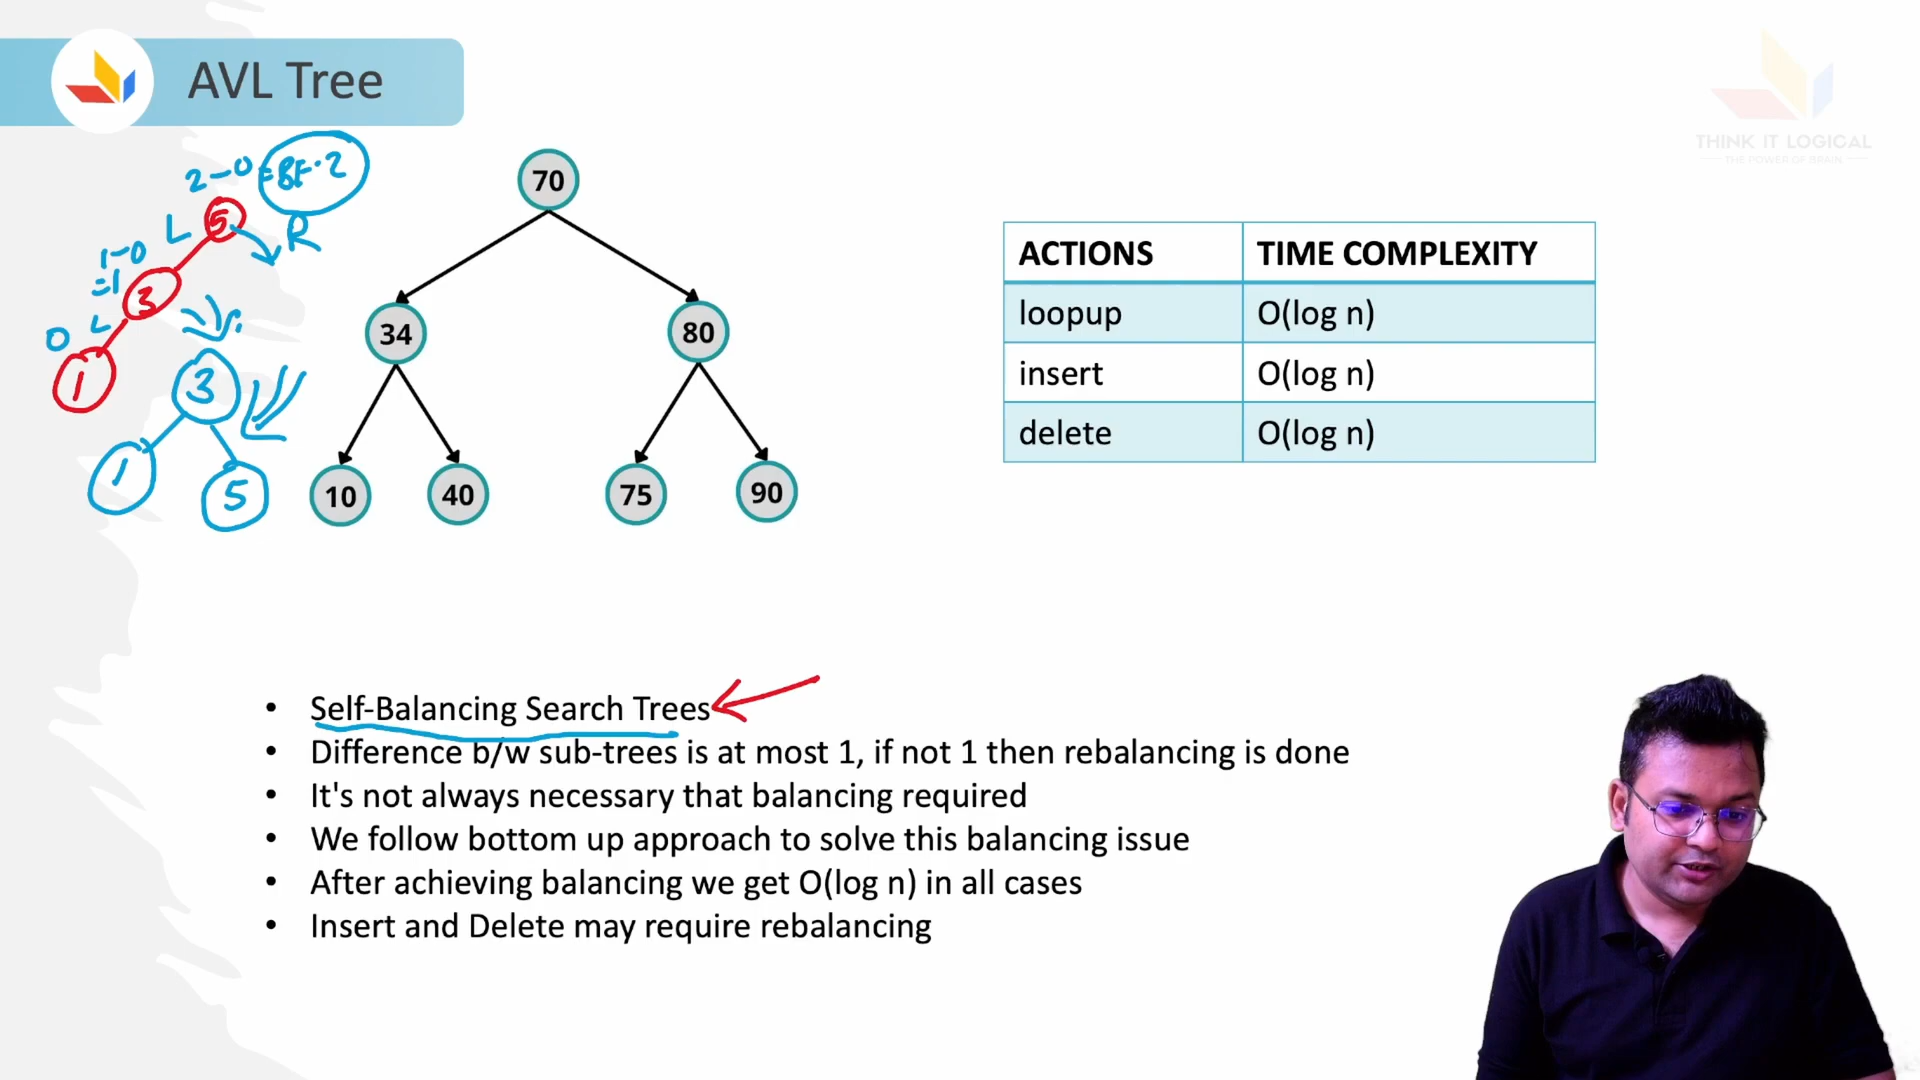 AVL Tree
THINK IT LOGICAL
THE POWER OF BRAIN
2-0=BF=2
L 5 R
1-0
=1
3
0 L
1
3
1 5
70
34 80
10 40 75 90
ACTIONS TIME COMPLEXITY
loopup O(log n)
insert O(log n)
delete O(log n)
• Self-Balancing Search Trees
• Difference b/w sub-trees is at most 1, if not 1 then rebalancing is done
• It's not always necessary that balancing required
• We follow bottom up approach to solve this balancing issue
• After achieving balancing we get O(log n) in all cases
• Insert and Delete may require rebalancing